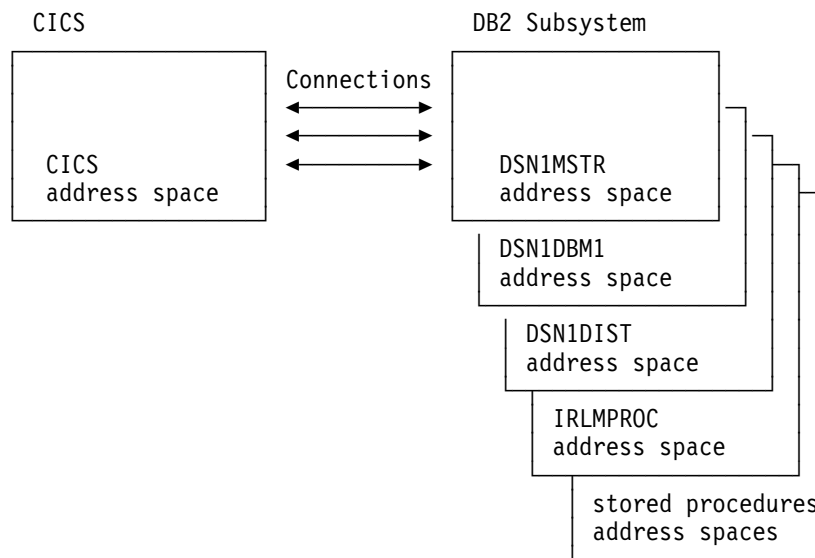 CICS
DB2 Subsystem
Connections
CICS
address space
DSN1MSTR
address space
DSN1DBM1
address space
DSN1DIST
address space
IRLMPROC
address space
stored procedures
address spaces